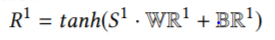 R¹ = tanh(S¹ · 𝕎ℝ¹ + 𝔹ℝ¹)